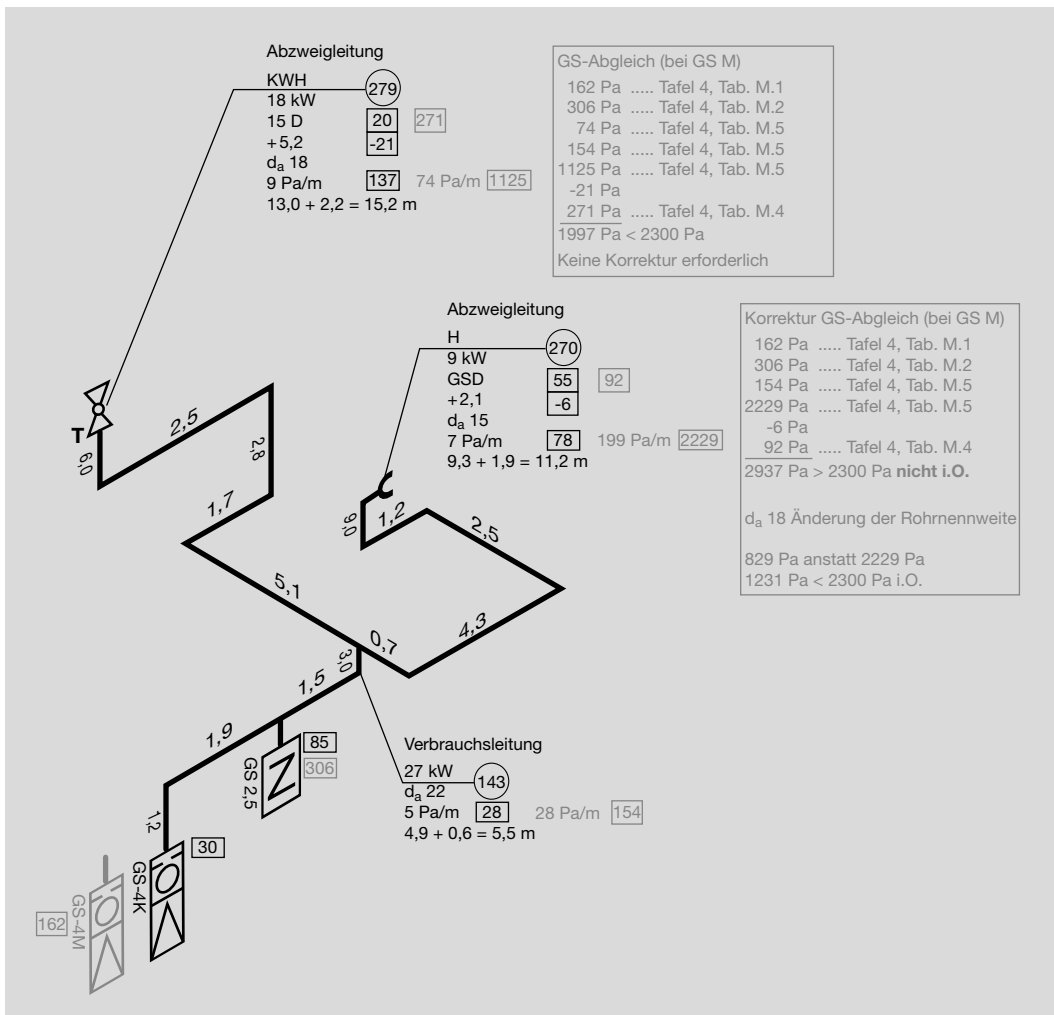 Abzweigleitung
KWH 279
18 kW
15 D 20 271
+5,2 -21
da 18
9 Pa/m 137 74 Pa/m 1125
13,0 + 2,2 = 15,2 m
GS-Abgleich (bei GS M)
162 Pa ..... Tafel 4, Tab. M.1
306 Pa ..... Tafel 4, Tab. M.2
74 Pa ..... Tafel 4, Tab. M.5
154 Pa ..... Tafel 4, Tab. M.5
1125 Pa ..... Tafel 4, Tab. M.5
-21 Pa
271 Pa ..... Tafel 4, Tab. M.4
1997 Pa < 2300 Pa
Keine Korrektur erforderlich
Abzweigleitung
H 270
9 kW
GSD 55 92
+2,1 -6
da 15
7 Pa/m 78 199 Pa/m 2229
9,3 + 1,9 = 11,2 m
Korrektur GS-Abgleich (bei GS M)
162 Pa ..... Tafel 4, Tab. M.1
306 Pa ..... Tafel 4, Tab. M.2
154 Pa ..... Tafel 4, Tab. M.5
2229 Pa ..... Tafel 4, Tab. M.5
-6 Pa
92 Pa ..... Tafel 4, Tab. M.4
2937 Pa > 2300 Pa nicht i.O.
da 18 Änderung der Rohrnennweite
829 Pa anstatt 2229 Pa
1231 Pa < 2300 Pa i.O.
T
0,9
2,5
2,8
1,7
5,1
0,6
1,2
2,5
4,3
0,7
0,3
1,5
1,9
1,2
GS 2,5
85
306
Verbrauchsleitung
27 kW 143
da 22
5 Pa/m 28 28 Pa/m 154
4,9 + 0,6 = 5,5 m
30
GS-4K
GS-4M
162